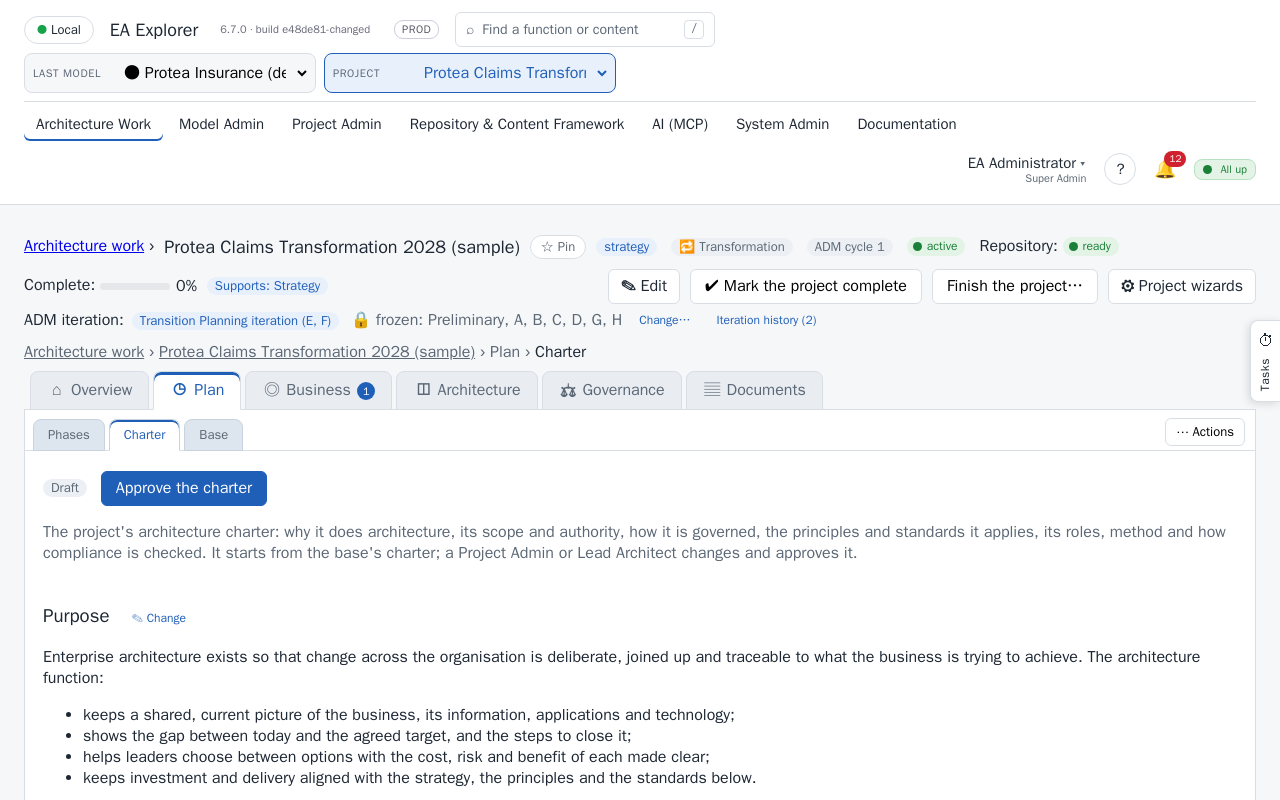 Local EA Explorer 6.7.0 · build e48de81-changed PROD Find a function or content /
LAST MODEL Protea Insurance (de PROJECT Protea Claims Transfor
Architecture Work Model Admin Project Admin Repository & Content Framework AI (MCP) System Admin Documentation
EA Administrator ▾ ? 12 All up
Super Admin
Architecture work › Protea Claims Transformation 2028 (sample) ☆ Pin strategy 🔁 Transformation ADM cycle 1 active Repository: ready
Complete: 0% Supports: Strategy ✎ Edit ✔ Mark the project complete Finish the project⋯ ⚙ Project wizards
ADM iteration: Transition Planning iteration (E, F) 🔒 frozen: Preliminary, A, B, C, D, G, H Change⋯ Iteration history (2)
Architecture work › Protea Claims Transformation 2028 (sample) › Plan › Charter
Tasks
Overview Plan Business 1 Architecture Governance Documents
Phases Charter Base ⋯ Actions
Draft Approve the charter
The project's architecture charter: why it does architecture, its scope and authority, how it is governed, the principles and standards it applies, its roles, method and how
compliance is checked. It starts from the base's charter; a Project Admin or Lead Architect changes and approves it.
Purpose ✎ Change
Enterprise architecture exists so that change across the organisation is deliberate, joined up and traceable to what the business is trying to achieve. The architecture
function:
• keeps a shared, current picture of the business, its information, applications and technology;
• shows the gap between today and the agreed target, and the steps to close it;
• helps leaders choose between options with the cost, risk and benefit of each made clear;
• keeps investment and delivery aligned with the strategy, the principles and the standards below.